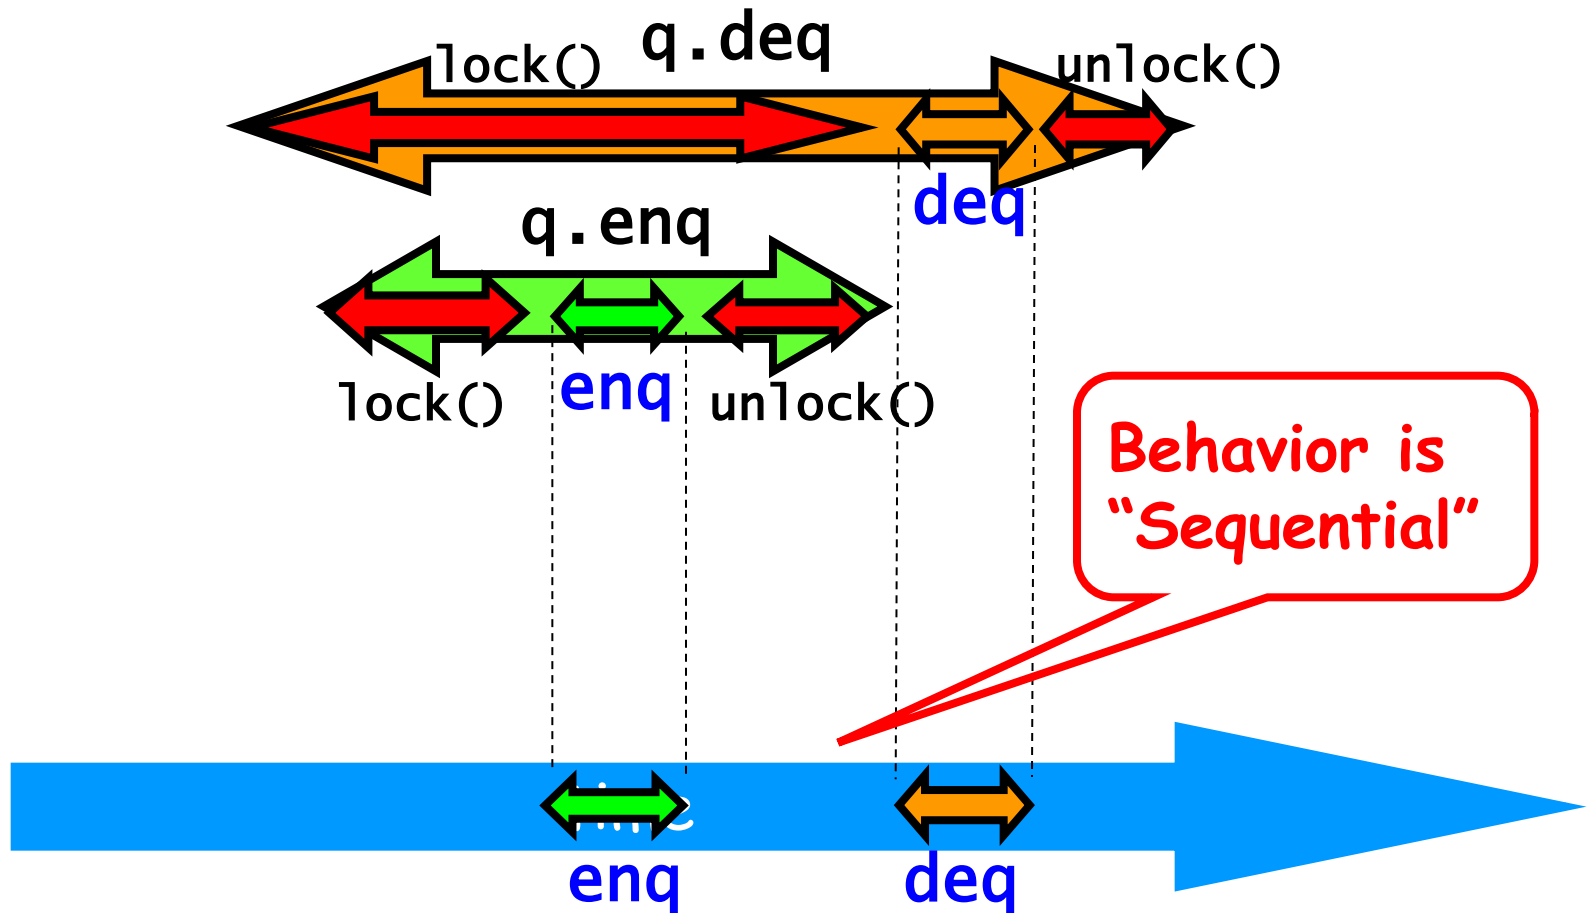 q.deq
lock()
unlock()
deq
q.enq
lock()
enq
unlock()
Behavior is
“Sequential”
enq
deq